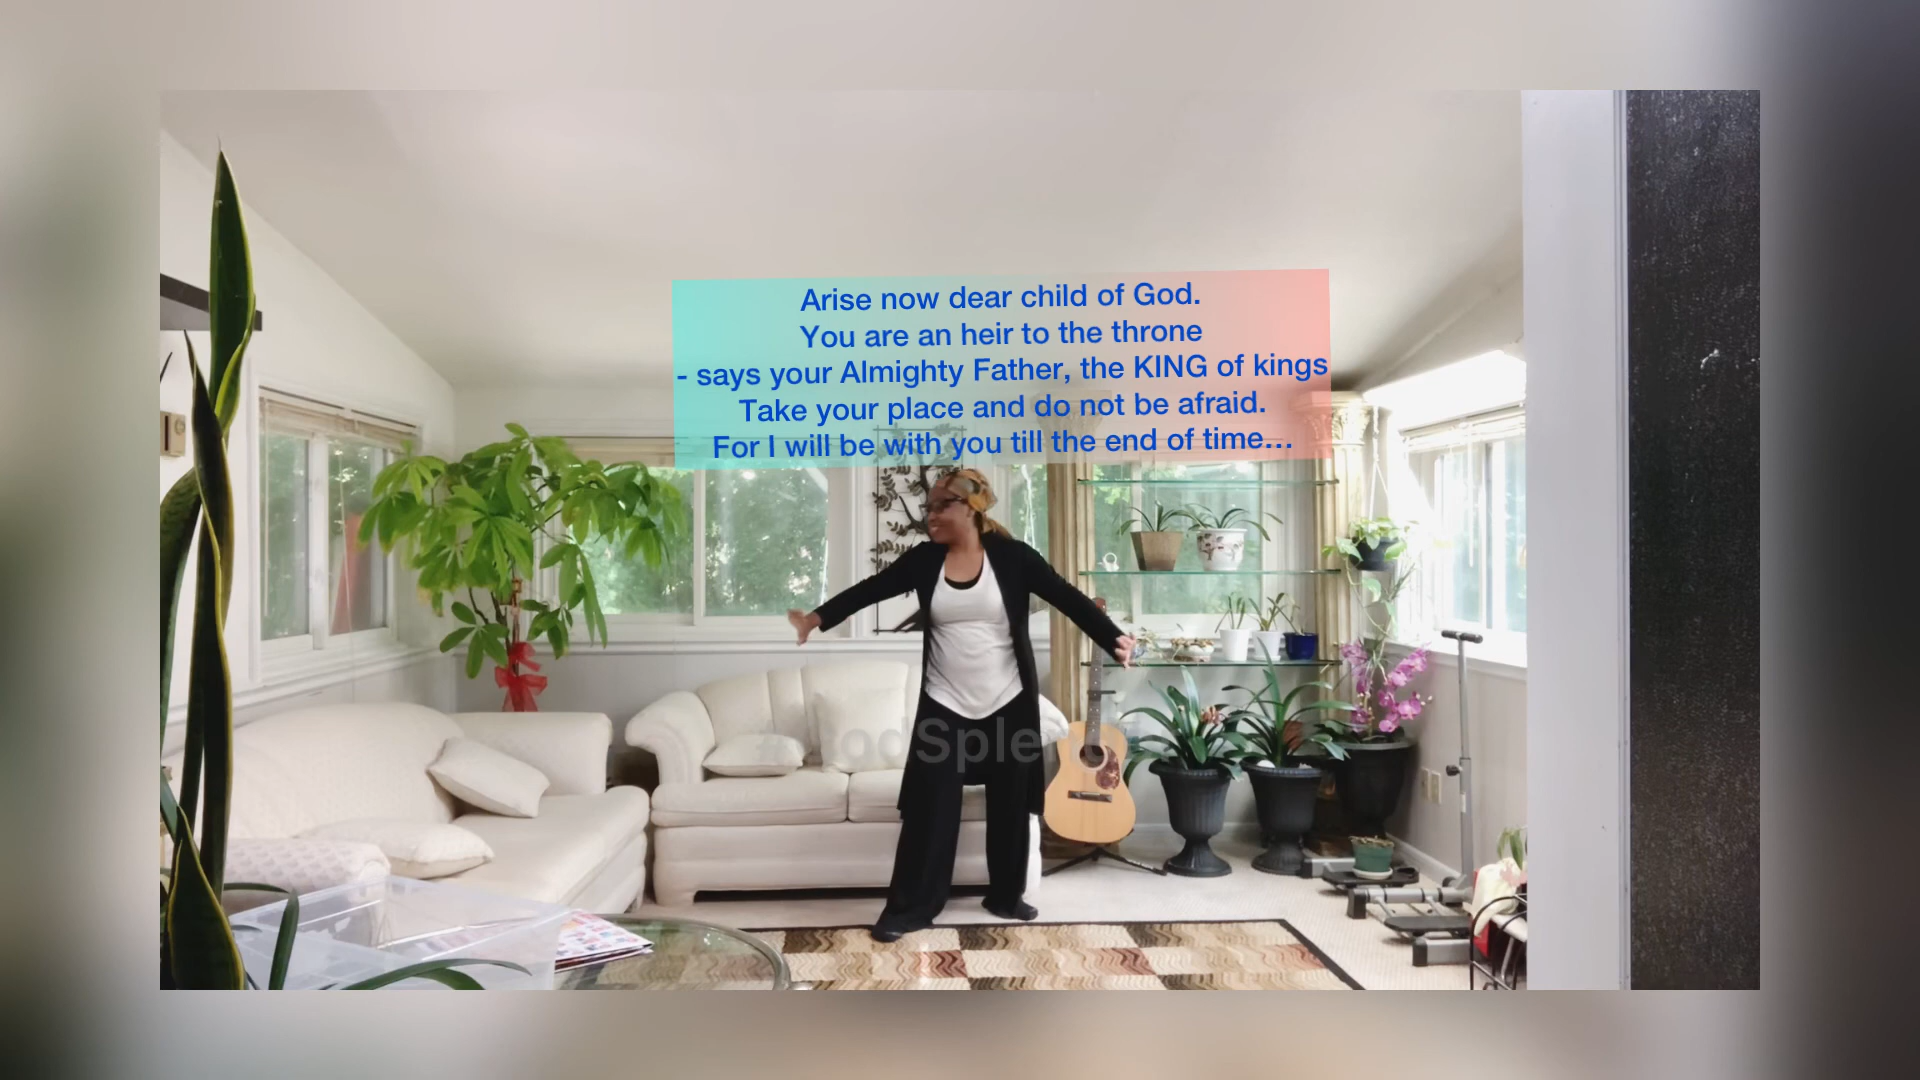 Arise now dear child of God.
You are an heir to the throne
- says your Almighty Father, the KING of kings
Take your place and do not be afraid.
For I will be with you till the end of time...